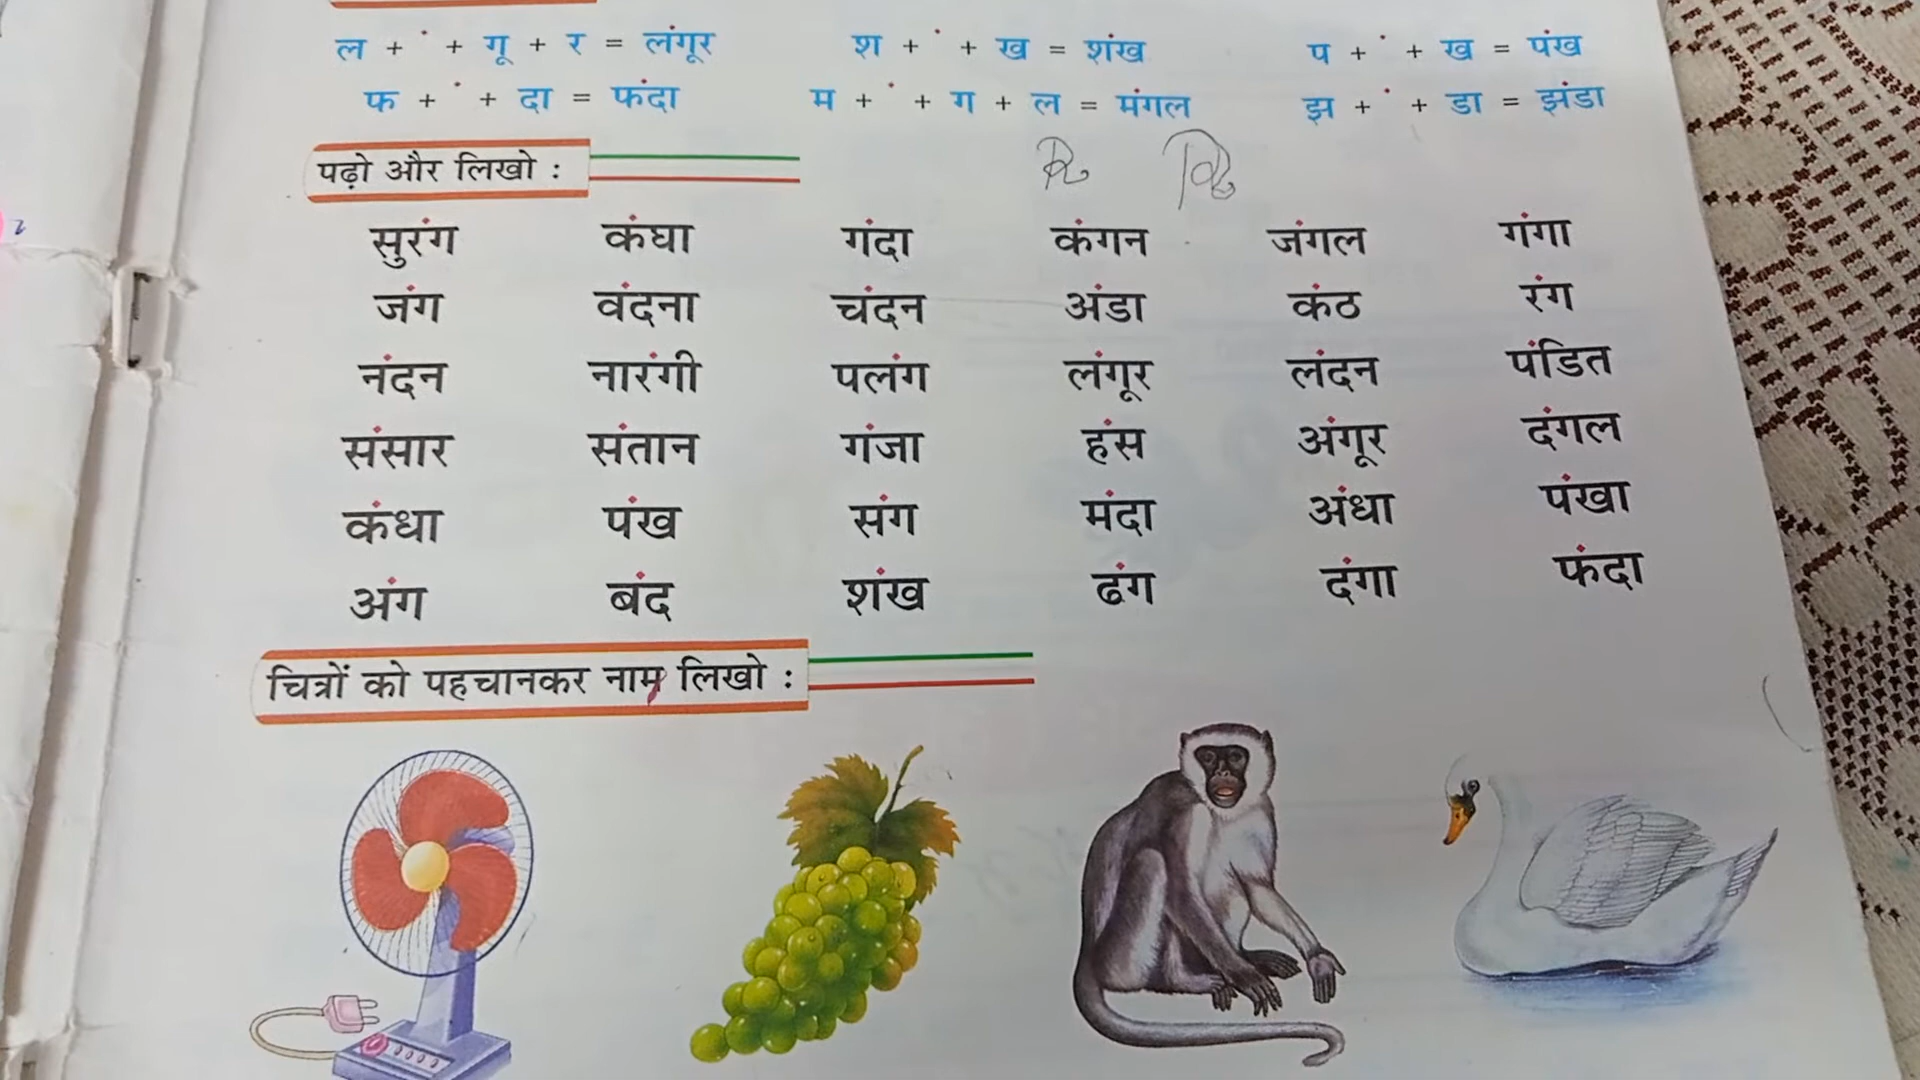 ल + ं + गू + र = लंगूर श + ं + ख = शंख प + ं + ख = पंख
फ + ं + दा = फंदा म + ं + ग + ल = मंगल झ + ं + डा = झंडा
पढ़ो और लिखो :
सुरंग कंघा गंदा कंगन जंगल गंगा
जंग वंदना चंदन अंडा कंठ रंग
नंदन नारंगी पलंग लंगूर लंदन पंडित
संसार संतान गंजा हंस अंगूर दंगल
कंधा पंख संग मंदा अंधा पंखा
अंग बंद शंख ढंग दंगा फंदा
चित्रों को पहचानकर नाम लिखो :